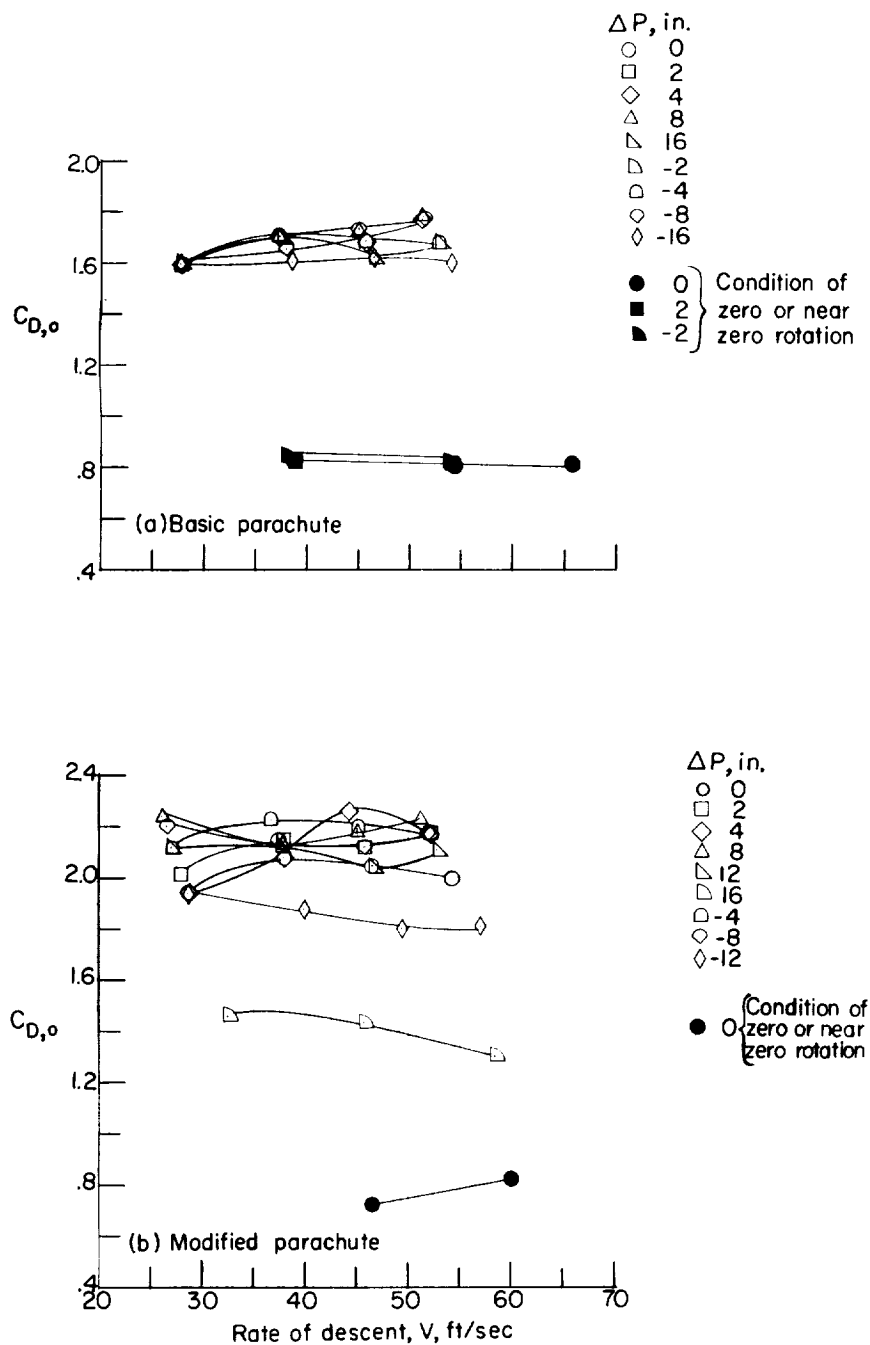 Δ P, in.
0
2
4
8
16
-2
-4
-8
-16
0
2
-2
Condition of
zero or near
zero rotation
2.0
1.6
C_D,o
1.2
.8
(a) Basic parachute
.4
Δ P, in.
0
2
4
8
12
16
-4
-8
-12
0
Condition of
zero or near
zero rotation
2.4
2.0
1.6
C_D,o
1.2
.8
(b) Modified parachute
.4
20 30 40 50 60 70
Rate of descent, V, ft/sec